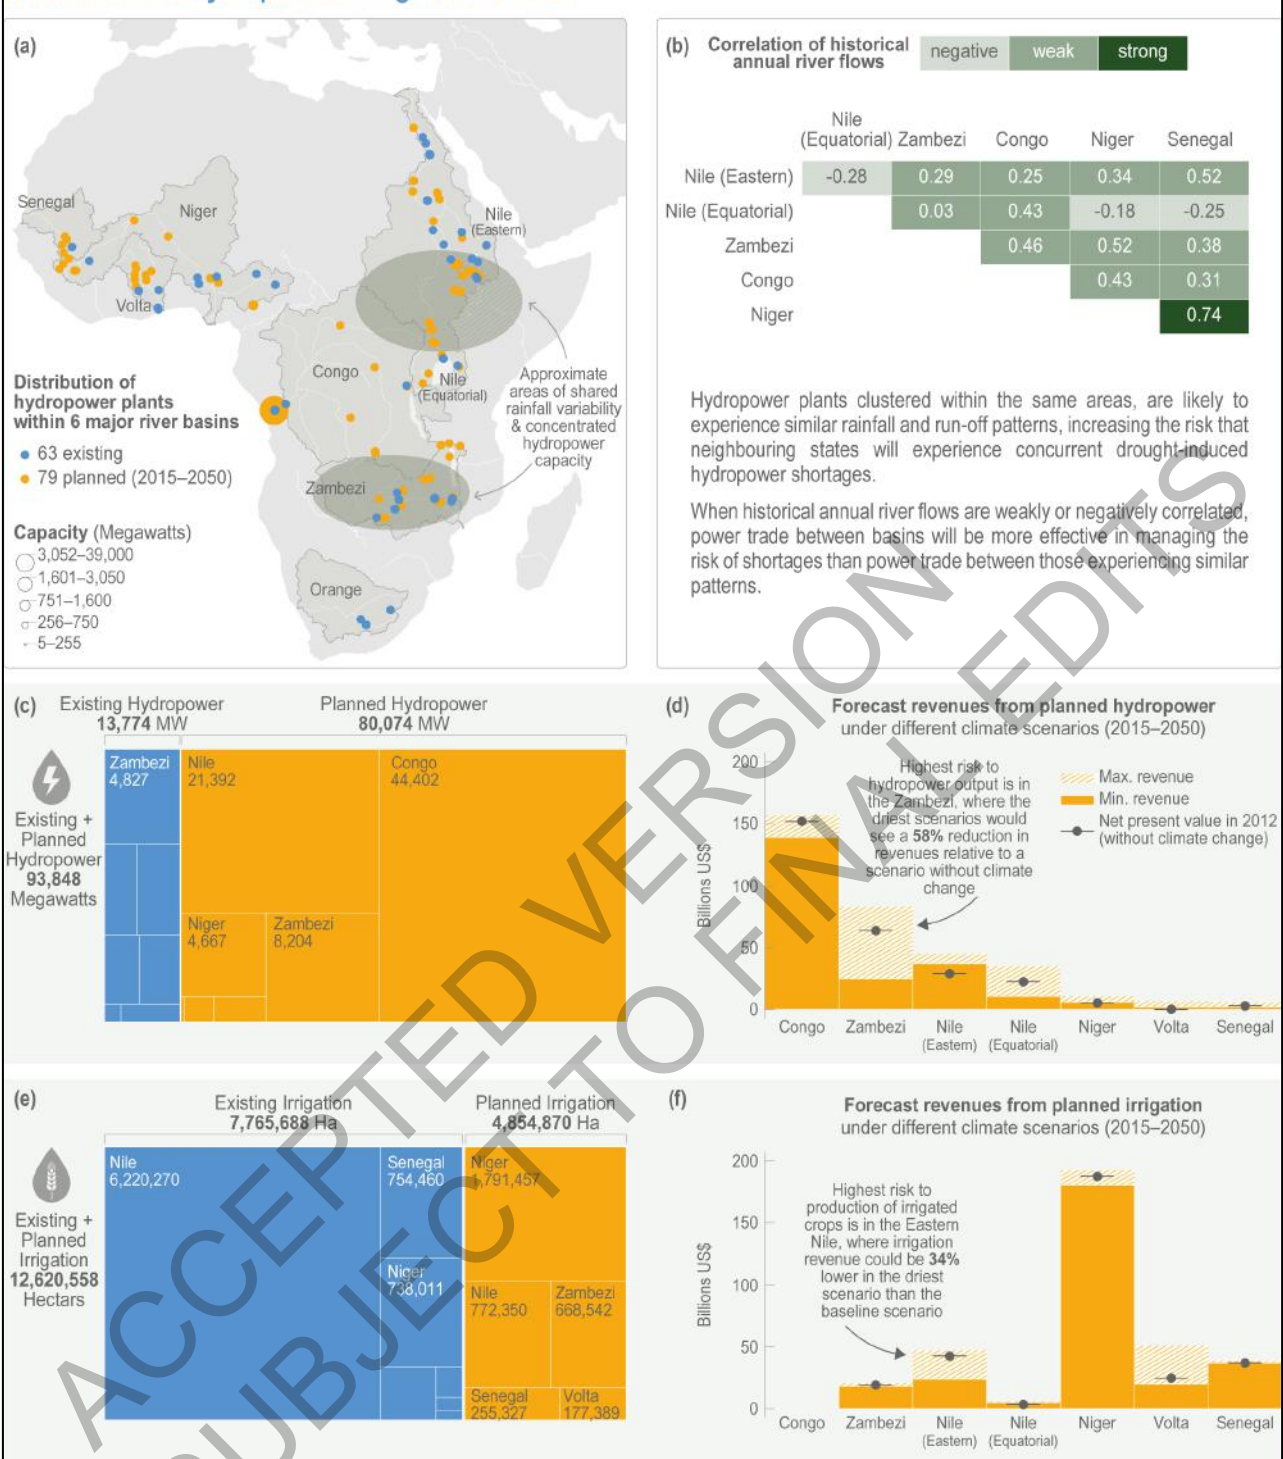 (a)
Senegal
Niger
Nile
(Eastern)
Volta
Congo
Nile
(Equatorial)
Approximate
areas of shared
rainfall variability
& concentrated
hydropower
capacity
Zambezi
Orange
Distribution of
hydropower plants
within 6 major river basins
63 existing
79 planned (2015–2050)
Capacity (Megawatts)
3,052–39,000
1,601–3,050
751–1,600
256–750
5–255
(b)
Correlation of historical
annual river flows
negative weak strong
Nile
(Equatorial) Zambezi Congo Niger Senegal
Nile (Eastern) -0.28 0.29 0.25 0.34 0.52
Nile (Equatorial) 0.03 0.43 -0.18 -0.25
Zambezi 0.46 0.52 0.38
Congo 0.43 0.31
Niger 0.74
Hydropower plants clustered within the same areas, are likely to
experience similar rainfall and run-off patterns, increasing the risk that
neighbouring states will experience concurrent drought-induced
hydropower shortages.
When historical annual river flows are weakly or negatively correlated,
power trade between basins will be more effective in managing the
risk of shortages than power trade between those experiencing similar
patterns.
(c)
Existing Hydropower
13,774 MW
Planned Hydropower
80,074 MW
Existing +
Planned
Hydropower
93,848
Megawatts
Zambezi
4,827
Nile
21,392
Congo
44,402
Niger
4,667
Zambezi
8,204
(d)
Forecast revenues from planned hydropower
under different climate scenarios (2015–2050)
Billions US$
200
150
100
50
0
Highest risk to
hydropower output is in
the Zambezi, where the
driest scenarios would
see a 58% reduction in
revenues relative to a
scenario without climate
change
Max. revenue
Min. revenue
Net present value in 2012
(without climate change)
Congo Zambezi Nile Nile Niger Volta Senegal
(Eastern) (Equatorial)
(e)
Existing Irrigation
7,765,688 Ha
Planned Irrigation
4,854,870 Ha
Existing +
Planned
Irrigation
12,620,558
Hectars
Nile
6,220,270
Senegal
754,460
Niger
738,011
Niger
1,791,457
Nile
772,350
Zambezi
668,542
Senegal
255,327
Volta
177,389
(f)
Forecast revenues from planned irrigation
under different climate scenarios (2015–2050)
Billions US$
200
150
100
50
0
Highest risk to
production of irrigated
crops is in the Eastern
Nile, where irrigation
revenue could be 34%
lower in the driest
scenario than the
baseline scenario
Congo Zambezi Nile Nile Niger Volta Senegal
(Eastern) (Equatorial)
ACCEPTED VERSION
SUBJECT TO FINAL EDITS